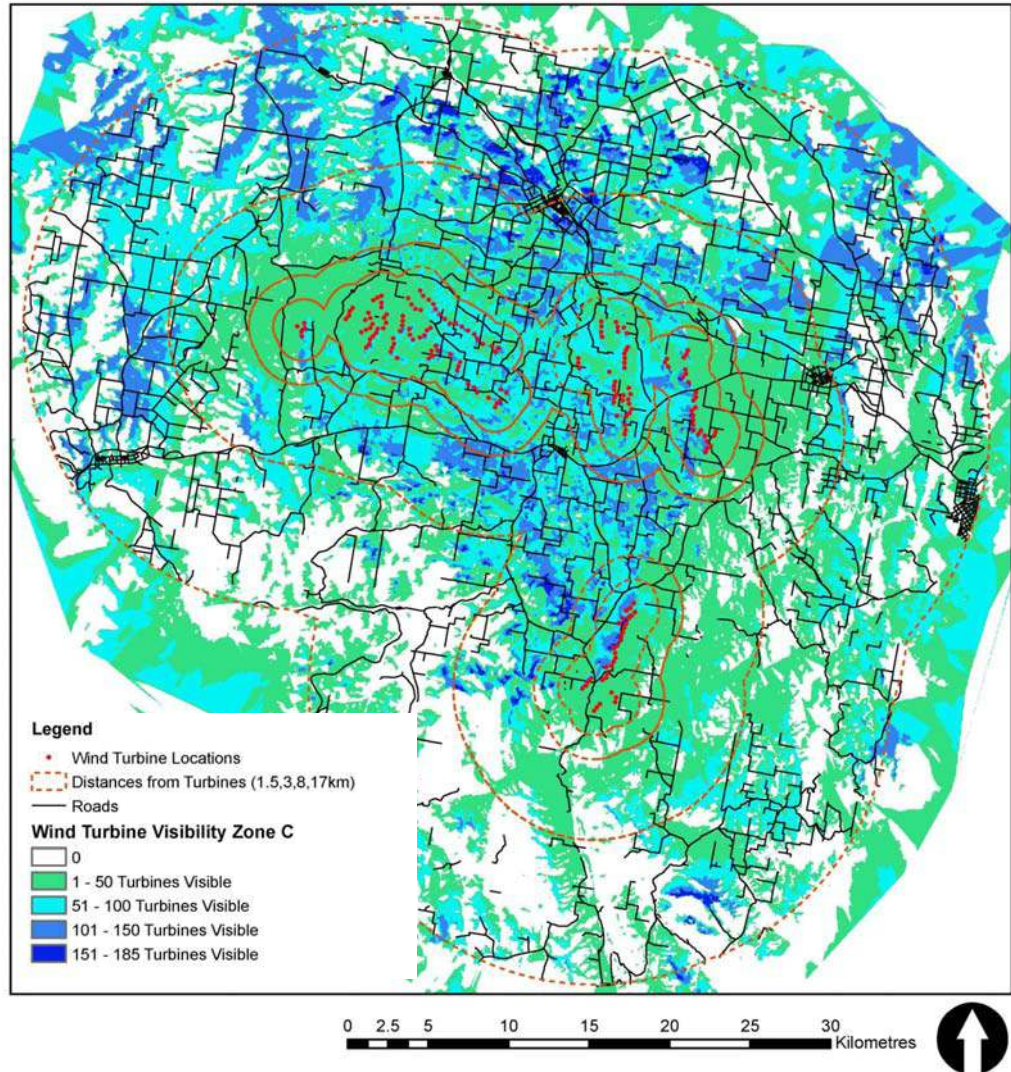 Legend
Wind Turbine Locations
Distances from Turbines (1.5,3,8,17km)
Roads
Wind Turbine Visibility Zone C
0
1 - 50 Turbines Visible
51 - 100 Turbines Visible
101 - 150 Turbines Visible
151 - 185 Turbines Visible
0 2.5 5 10 15 20 25 30
Kilometres